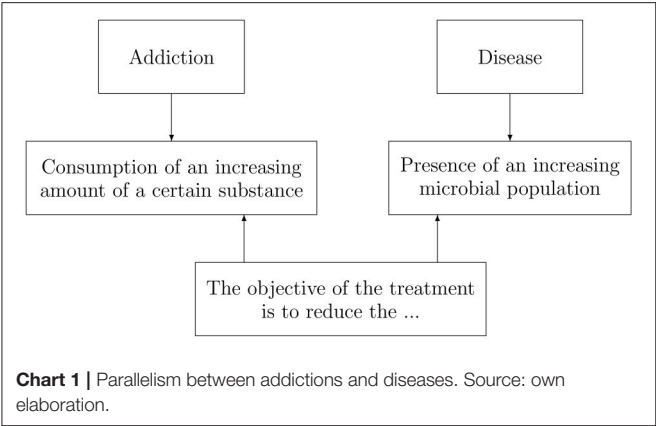 Addiction
Disease
Consumption of an increasing
amount of a certain substance
Presence of an increasing
microbial population
The objective of the treatment
is to reduce the ...
Chart 1 | Parallelism between addictions and diseases. Source: own
elaboration.